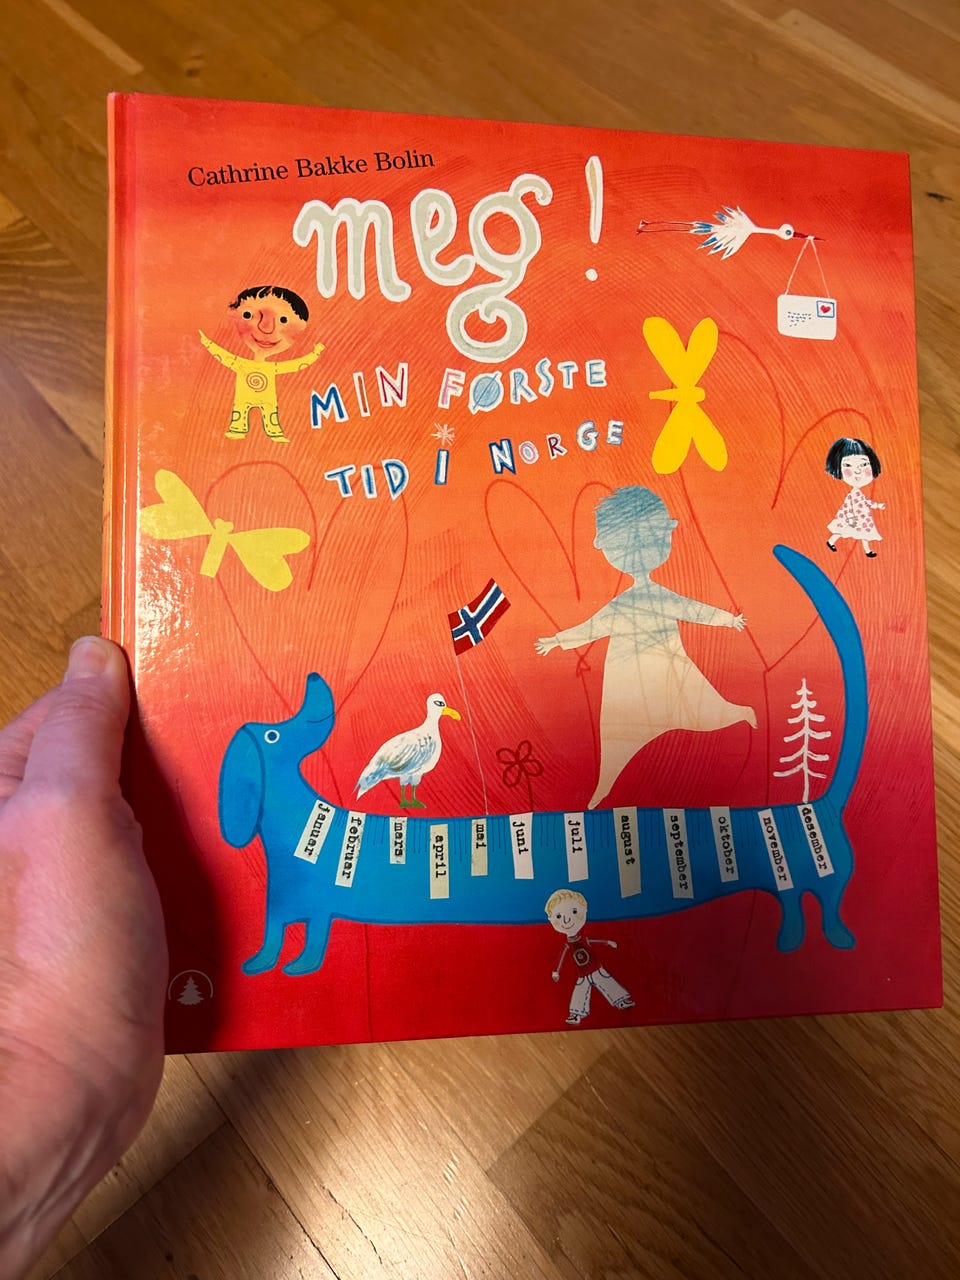 Cathrine Bakke Bolin
meg!
MIN FØRSTE
TID I NORGE
januar
februar
mars
april
mai
juni
juli
august
september
oktober
november
desember